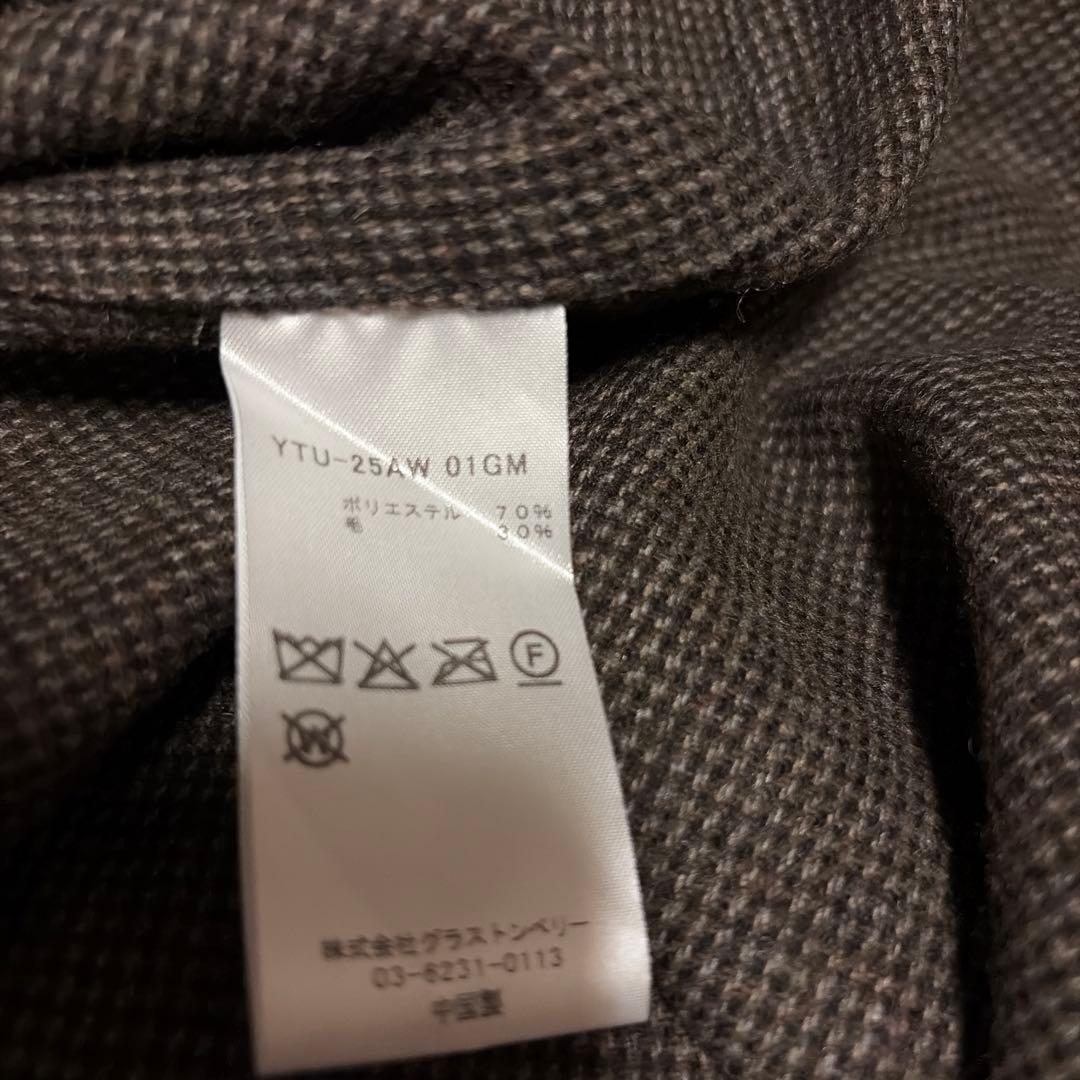 YTU-25AW 01GM
ポリエステル 70%
毛 30%
F
W
株式会社グラストンベリー
03-6231-0113
中国製